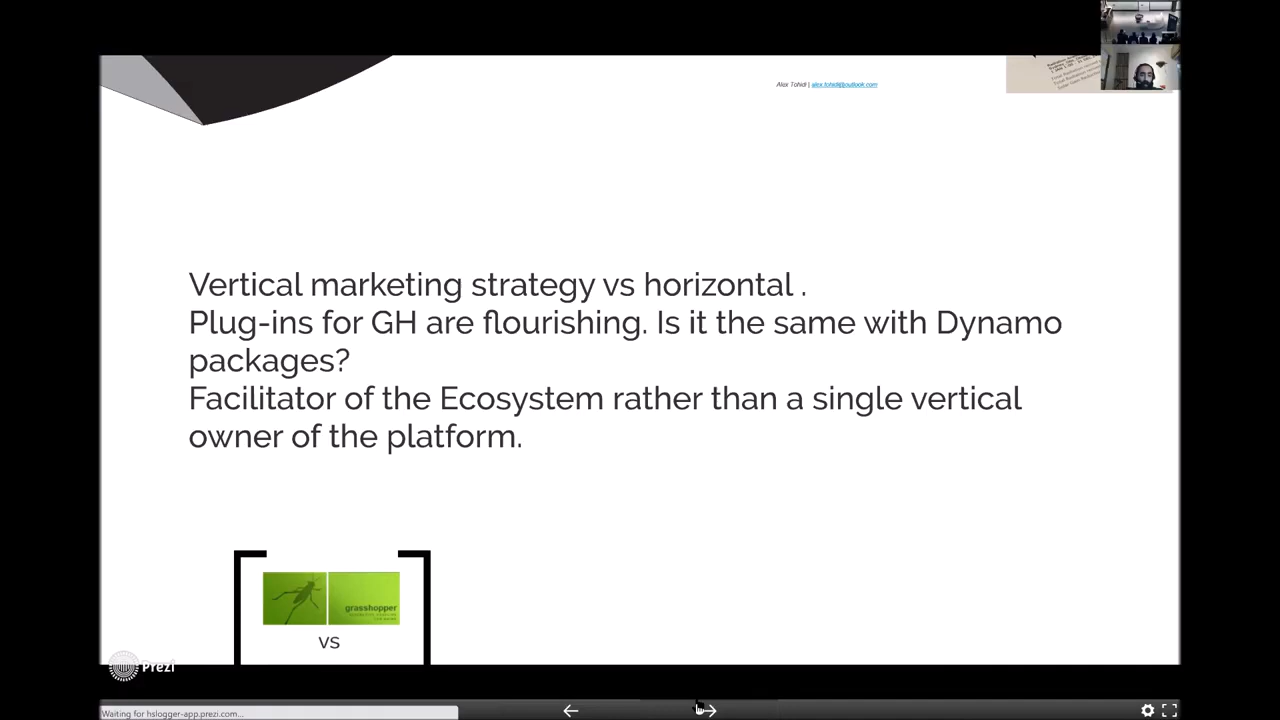 Alex Tohidi | alex.tohidi@outlook.com
Vertical marketing strategy vs horizontal .
Plug-ins for GH are flourishing. Is it the same with Dynamo
packages?
Facilitator of the Ecosystem rather than a single vertical
owner of the platform.
grasshopper
vs
Prezi
Waiting for hslogger-app.prezi.com...